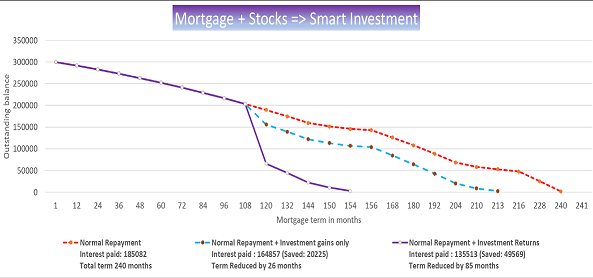 Mortgage + Stocks => Smart Investment
350000
300000
250000
200000
150000
100000
50000
0
Outstanding balance
1 12 24 36 48 60 72 84 96 108 120 132 144 150 154 156 168 180 192 204 210 213 216 228 240 241
Mortgage term in months
Normal Repayment
Interest paid: 185082
Total term 240 months
Normal Repayment + Investment gains only
Interest paid : 164857 (Saved: 20225)
Term Reduced by 26 months
Normal Repayment + Investment Returns
Interest paid : 135513 (Saved: 49569)
Term Reduced by 85 months